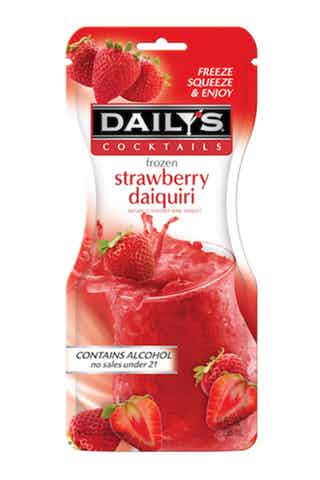 FREEZE
SQUEEZE
& ENJOY
DAILY'S
COCKTAILS
frozen
strawberry
daiquiri
CONTAINS ALCOHOL
no sales under 21